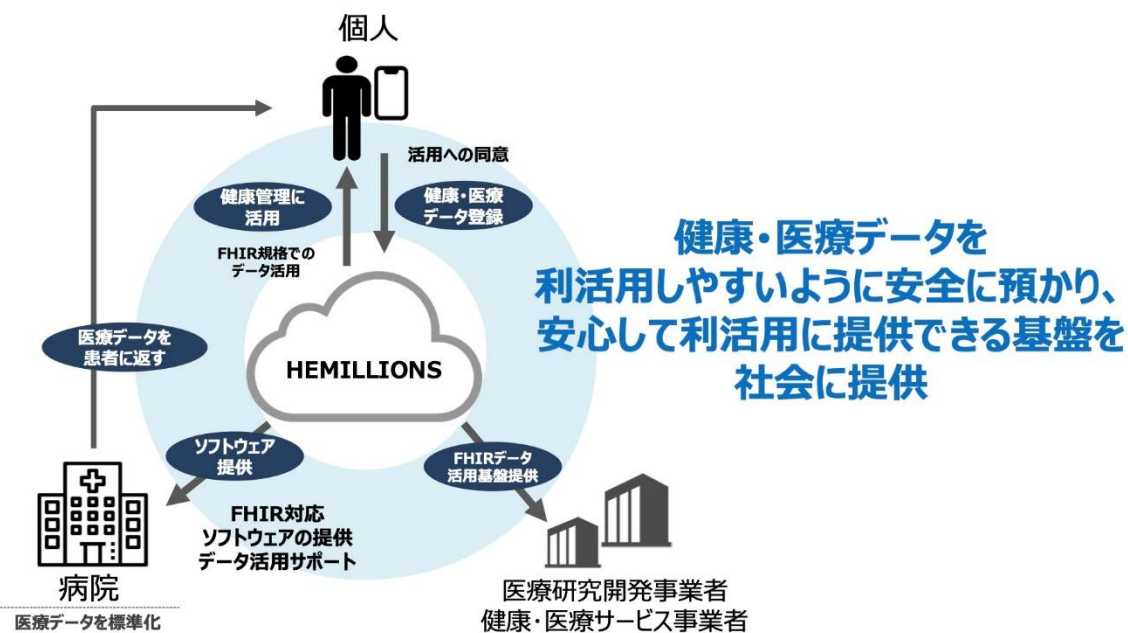 個人
活用への同意
健康管理に
活用
健康・医療
データ登録
FHIR規格での
データ活用
健康・医療データを
利活用しやすいように安全に預かり、
安心して利活用に提供できる基盤を
社会に提供
医療データを
患者に返す
HEMILLIONS
ソフトウェア
提供
FHIRデータ
活用基盤提供
FHIR対応
ソフトウェアの提供
データ活用サポート
病院
医療データを標準化
医療研究開発事業者
健康・医療サービス事業者